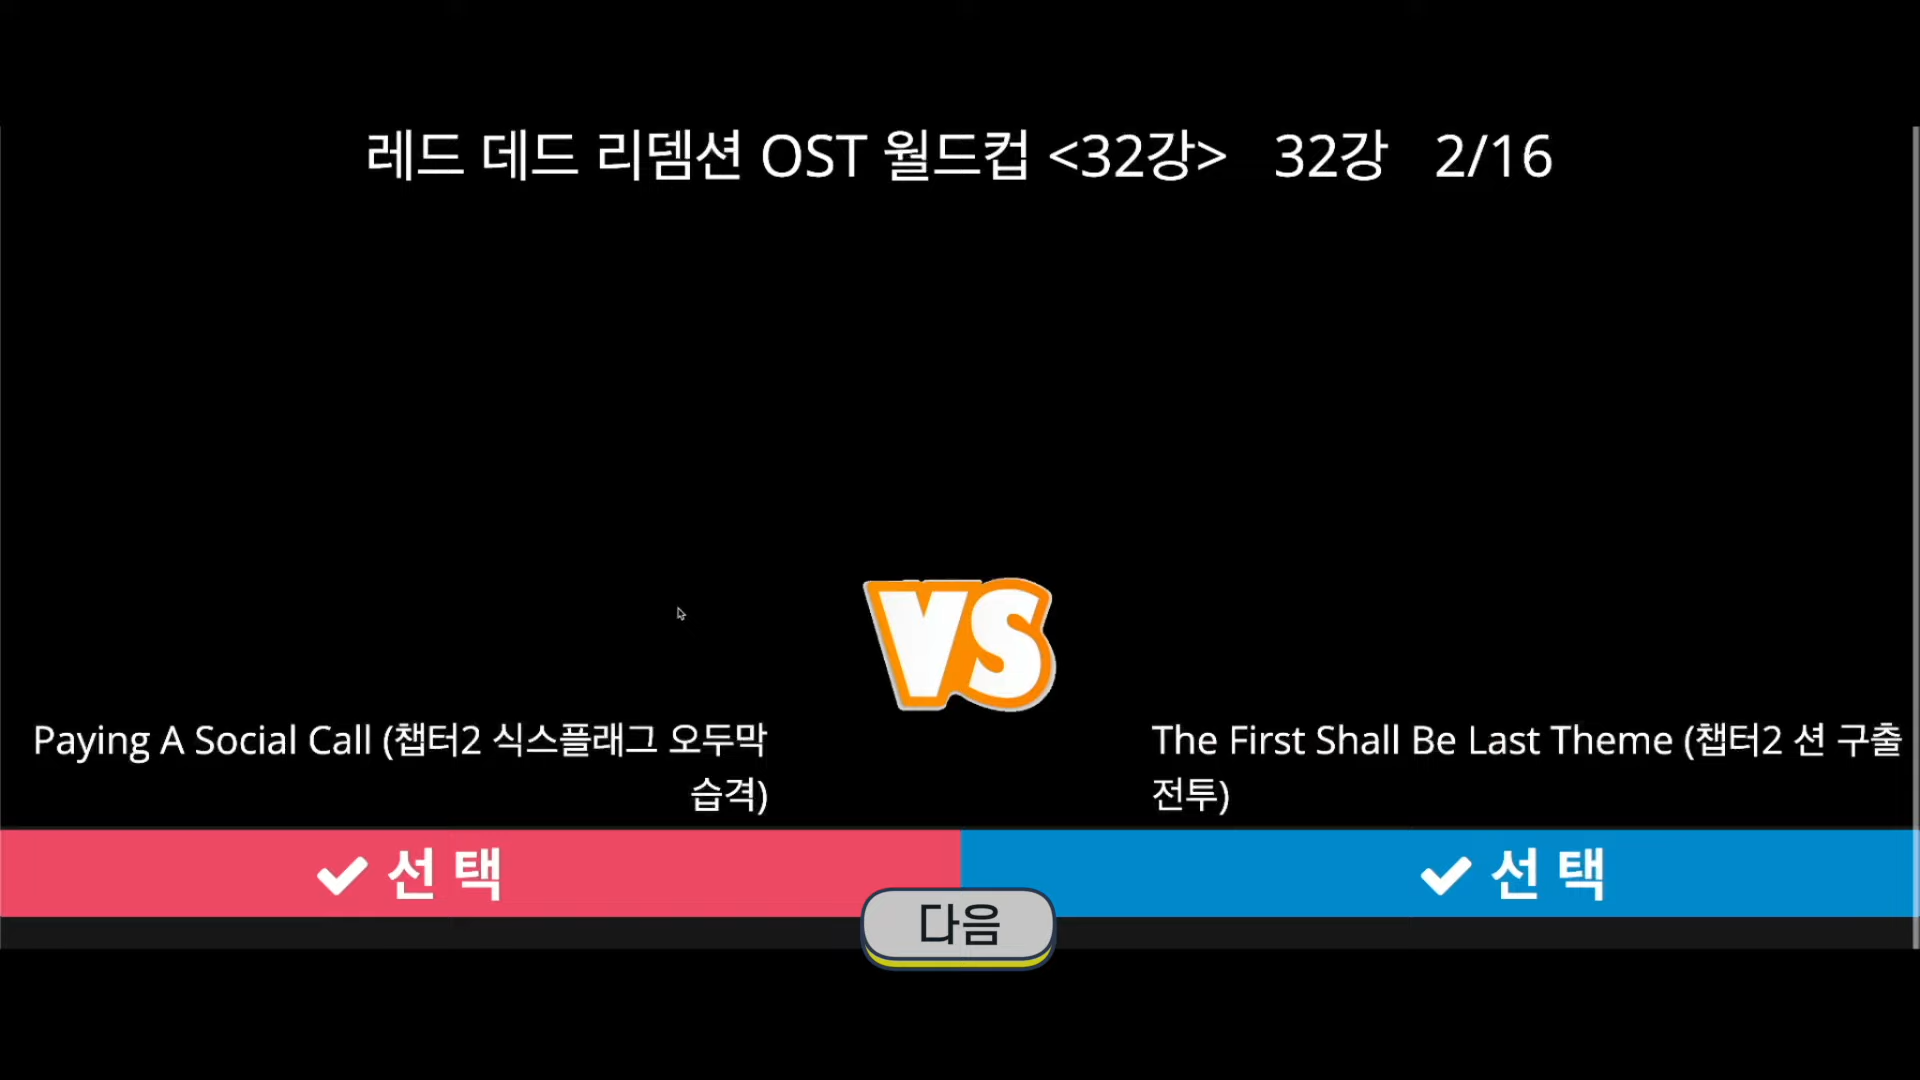 레드 데드 리뎀션 OST 월드컵 <32강> 32강 2/16
VS
Paying A Social Call (챕터2 식스플래그 오두막
습격)
The First Shall Be Last Theme (챕터2 션 구출
전투)
선 택
선 택
다음